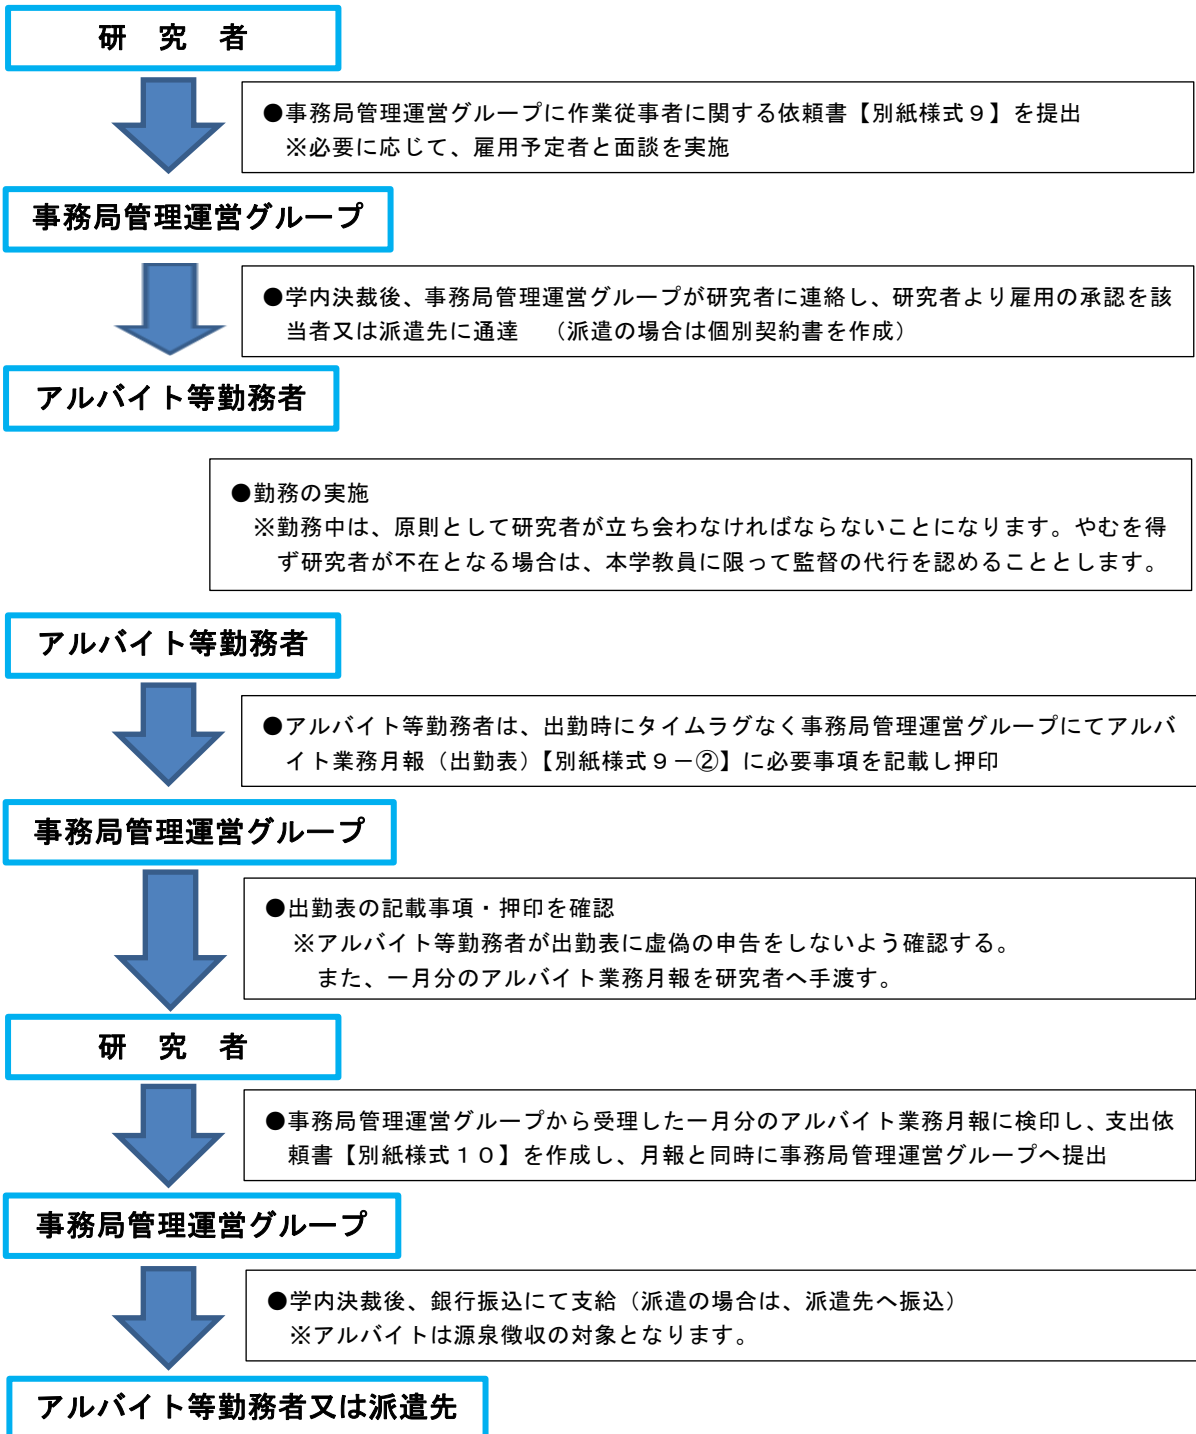 研　究　者
●事務局管理運営グループに作業従事者に関する依頼書【別紙様式９】を提出
※必要に応じて、雇用予定者と面談を実施
事務局管理運営グループ
●学内決裁後、事務局管理運営グループが研究者に連絡し、研究者より雇用の承認を該
当者又は派遣先に通達　（派遣の場合は個別契約書を作成）
アルバイト等勤務者
●勤務の実施
※勤務中は、原則として研究者が立ち会わなければならないことになります。やむを得
ず研究者が不在となる場合は、本学教員に限って監督の代行を認めることとします。
アルバイト等勤務者
●アルバイト等勤務者は、出勤時にタイムラグなく事務局管理運営グループにてアルバ
イト業務月報（出勤表）【別紙様式９－②】に必要事項を記載し押印
事務局管理運営グループ
●出勤表の記載事項・押印を確認
※アルバイト等勤務者が出勤表に虚偽の申告をしないよう確認する。
また、一月分のアルバイト業務月報を研究者へ手渡す。
研　究　者
●事務局管理運営グループから受理した一月分のアルバイト業務月報に検印し、支出依
頼書【別紙様式１０】を作成し、月報と同時に事務局管理運営グループへ提出
事務局管理運営グループ
●学内決裁後、銀行振込にて支給（派遣の場合は、派遣先へ振込）
※アルバイトは源泉徴収の対象となります。
アルバイト等勤務者又は派遣先